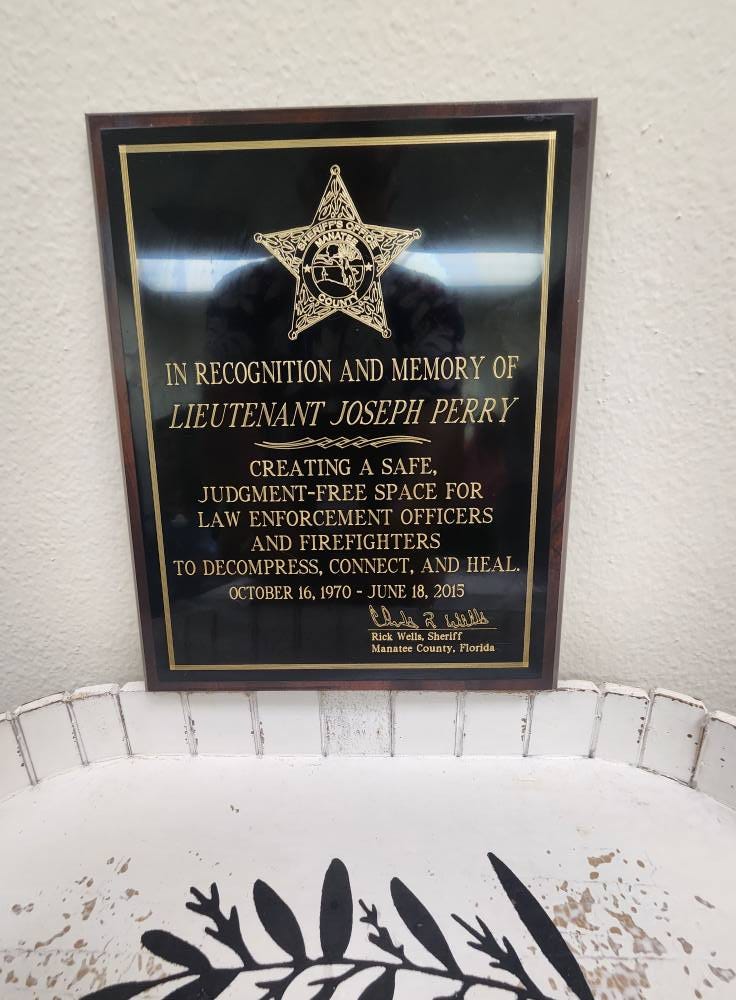 SHERIFF'S OFFICE
MANATEE
COUNTY
IN RECOGNITION AND MEMORY OF
LIEUTENANT JOSEPH PERRY
CREATING A SAFE,
JUDGMENT-FREE SPACE FOR
LAW ENFORCEMENT OFFICERS
AND FIREFIGHTERS
TO DECOMPRESS, CONNECT, AND HEAL.
OCTOBER 16, 1970 - JUNE 18, 2015
Rick Wells, Sheriff
Manatee County, Florida